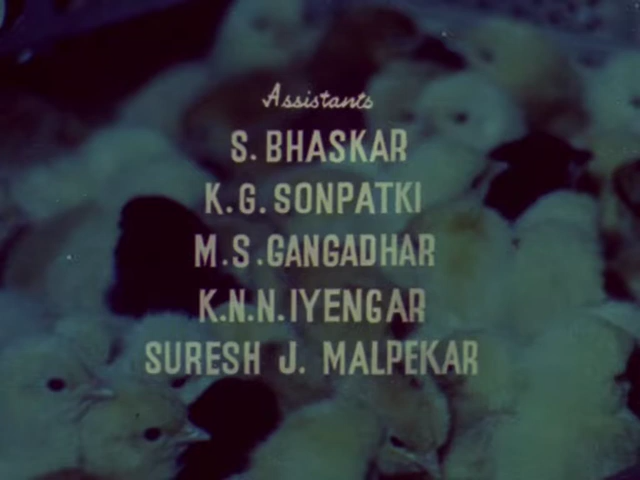 Assistants
S. BHASKAR
K.G. SONPATKI
M.S. GANGADHAR
K.N.N. IYENGAR
SURESH J. MALPEKAR